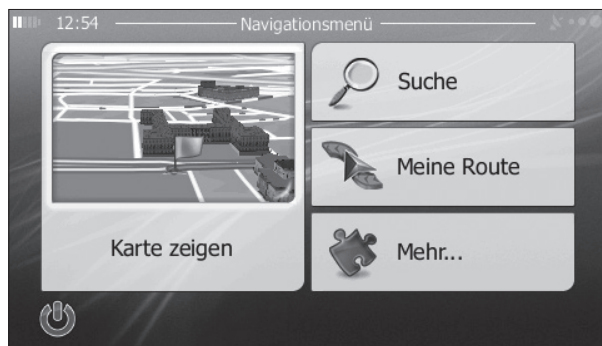 12:54
Navigationsmenü
Suche
Meine Route
Karte zeigen
Mehr...